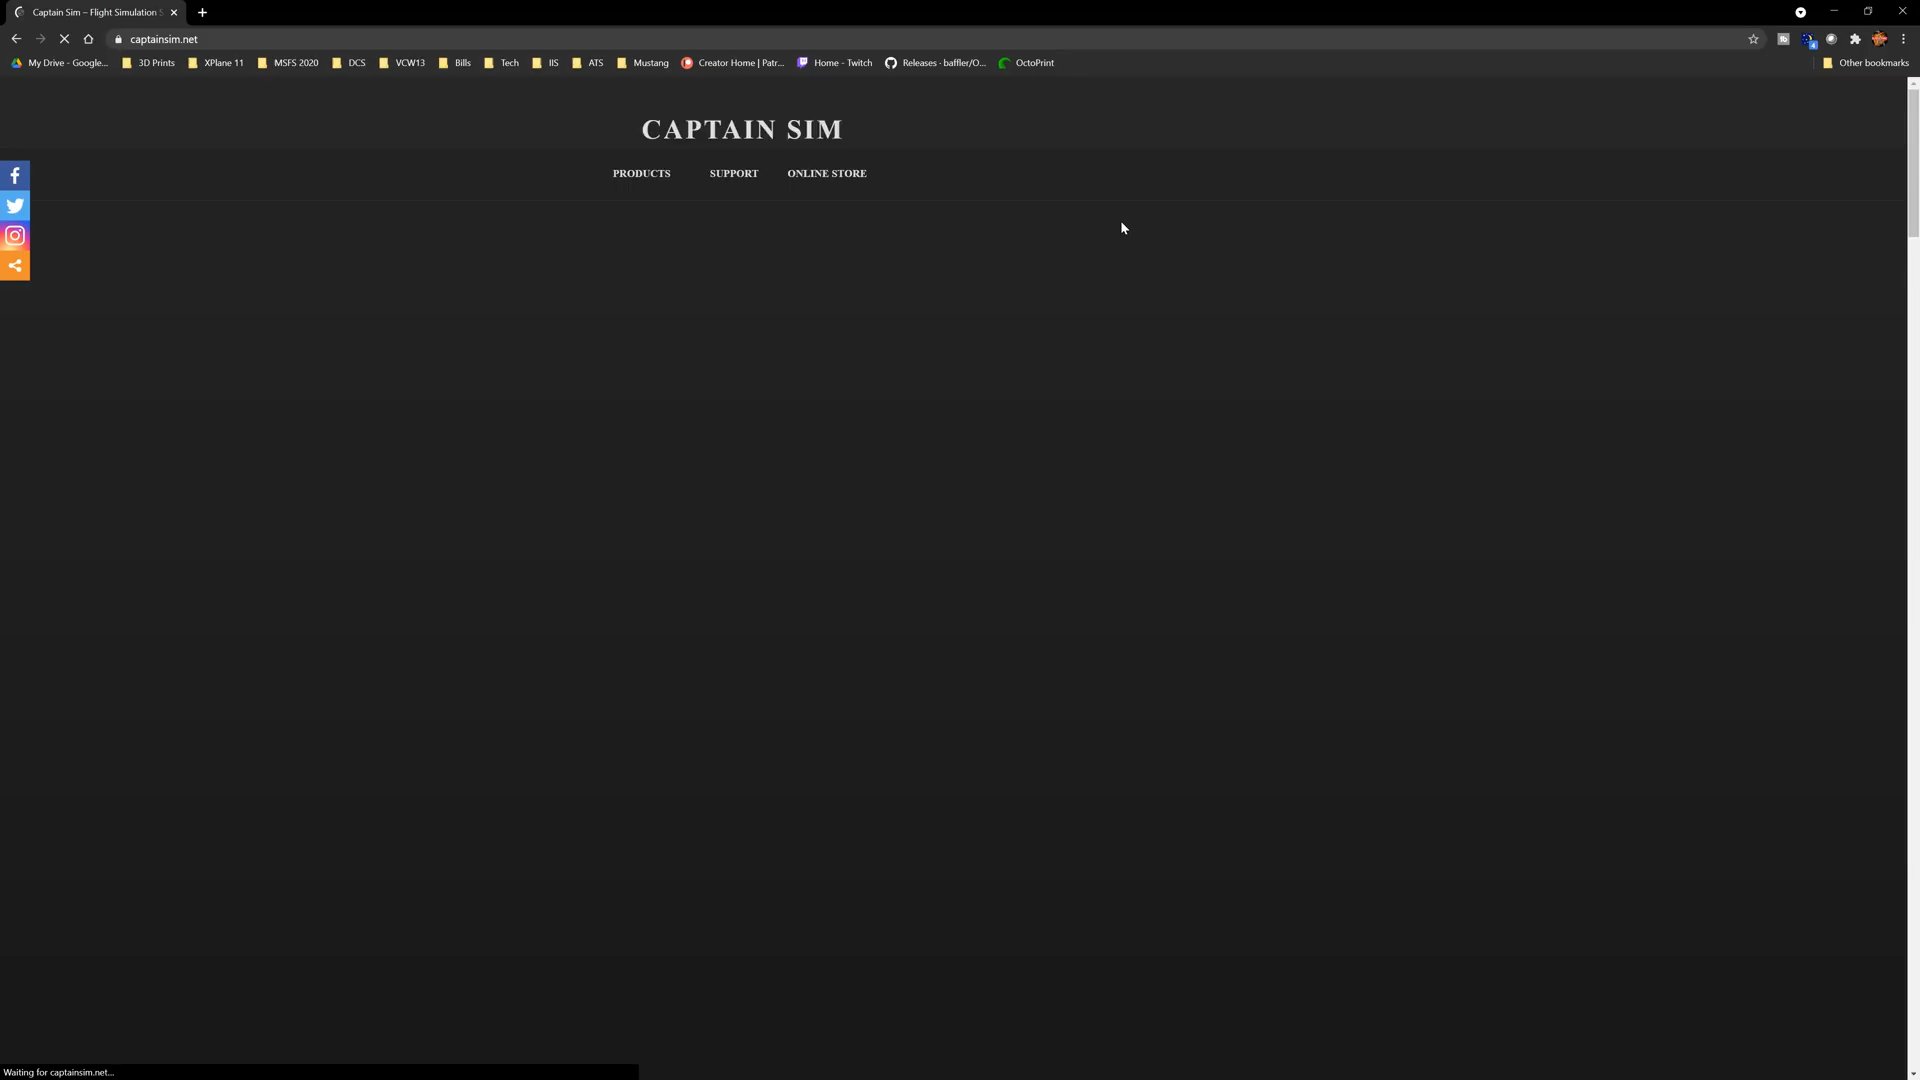 Captain Sim – Flight Simulation S
captainsim.net
My Drive - Google... 3D Prints XPlane 11 MSFS 2020 DCS VCW13 Bills Tech IIS ATS Mustang Creator Home | Patr... Home - Twitch Releases · baffler/O... OctoPrint Other bookmarks
CAPTAIN SIM
PRODUCTS SUPPORT ONLINE STORE
Waiting for captainsim.net...